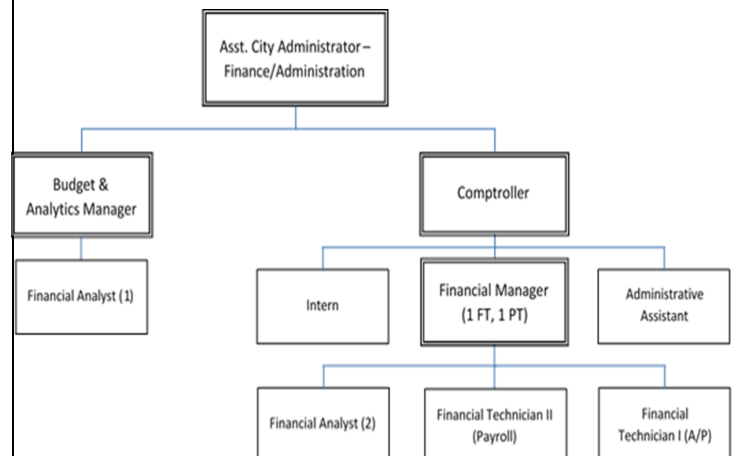 Asst. City Administrator –
Finance/Administration
Budget &
Analytics Manager
Comptroller
Financial Analyst (1)
Intern
Financial Manager
(1 FT, 1 PT)
Administrative
Assistant
Financial Analyst (2)
Financial Technician II
(Payroll)
Financial
Technician I (A/P)